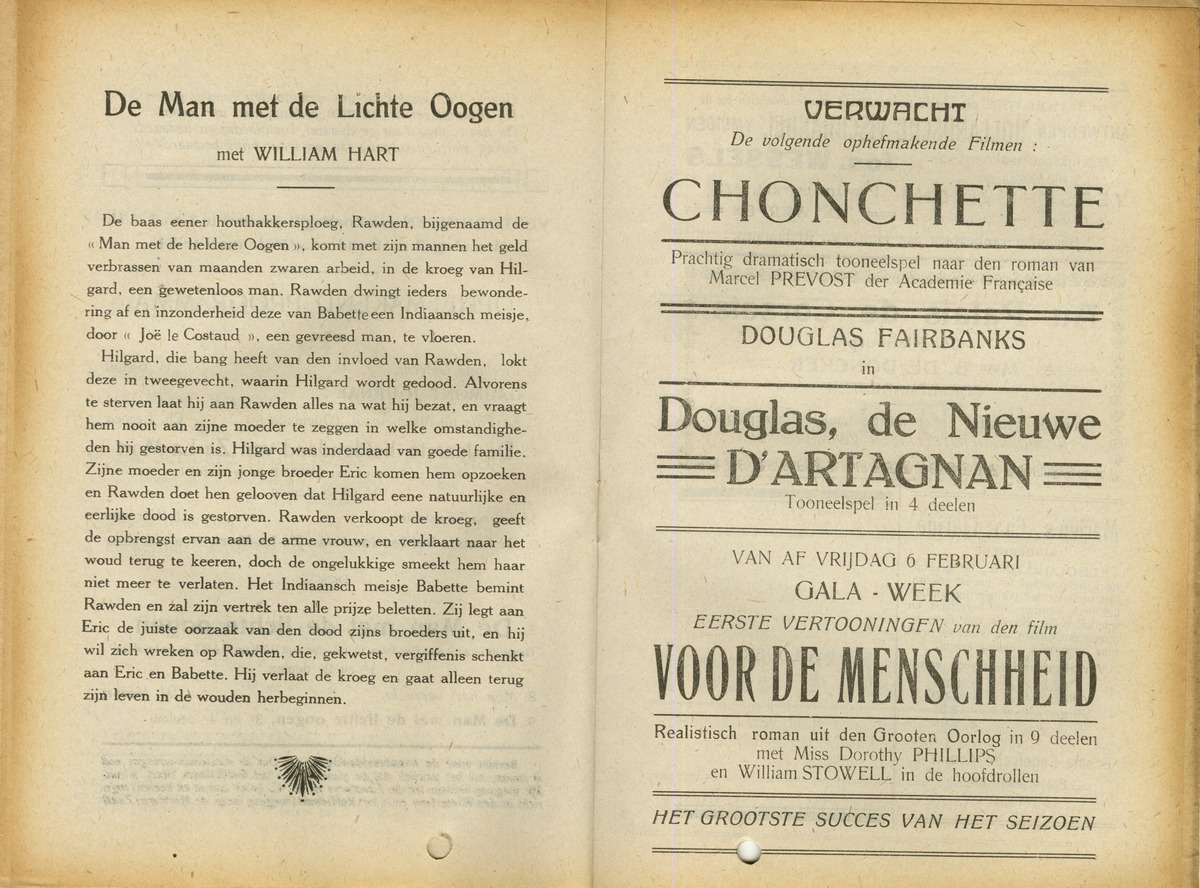 De Man met de Lichte Oogen
met WILLIAM HART
De baas eener houthakkersploeg, Rawden, bijgenaamd de
« Man met de heldere Oogen », komt met zijn mannen het geld
verbrassen van maanden zwaren arbeid, in de kroeg van Hil-
gard, een gewetenloos man. Rawden dwingt ieders bewonde-
ring af en inzonderheid deze van Babette een Indiaansch meisje,
door « Joë le Costaud », een gevreesd man, te vloeren.
Hilgard, die bang heeft van den invloed van Rawden, lokt
deze in tweegevecht, waarin Hilgard wordt gedood. Alvorens
te sterven laat hij aan Rawden alles na wat hij bezat, en vraagt
hem nooit aan zijne moeder te zeggen in welke omstandighe-
den hij gestorven is. Hilgard was inderdaad van goede familie.
Zijne moeder en zijn jonge broeder Eric komen hem opzoeken
en Rawden doet hen gelooven dat Hilgard eene natuurlijke en
eerlijke dood is gestorven. Rawden verkoopt de kroeg, geeft
de opbrengst ervan aan de arme vrouw, en verklaart naar het
woud terug te keeren, doch de ongelukkige smeekt hem haar
niet meer te verlaten. Het Indiaansch meisje Babette bemint
Rawden en zal zijn vertrek ten alle prijze beletten. Zij legt aan
Eric de juiste oorzaak van den dood zijns broeders uit, en hij
wil zich wreken op Rawden, die, gekwetst, vergiffenis schenkt
aan Eric en Babette. Hij verlaat de kroeg en gaat alleen terug
zijn leven in de wouden herbeginnen.
VERWACHT
De volgende ophefmakende Filmen :
CHONCHETTE
Prachtig dramatisch tooneelspel naar den roman van
Marcel PREVOST der Academie Française
DOUGLAS FAIRBANKS
in
Douglas, de Nieuwe
D'ARTAGNAN
Tooneelspel in 4 deelen
VAN AF VRIJDAG 6 FEBRUARI
GALA - WEEK
EERSTE VERTOONINGEN van den film
VOOR DE MENSCHHEID
Realistisch roman uit den Grooten Oorlog in 9 deelen
met Miss Dorothy PHILLIPS
en William STOWELL in de hoofdrollen
HET GROOTSTE SUCCES VAN HET SEIZOEN